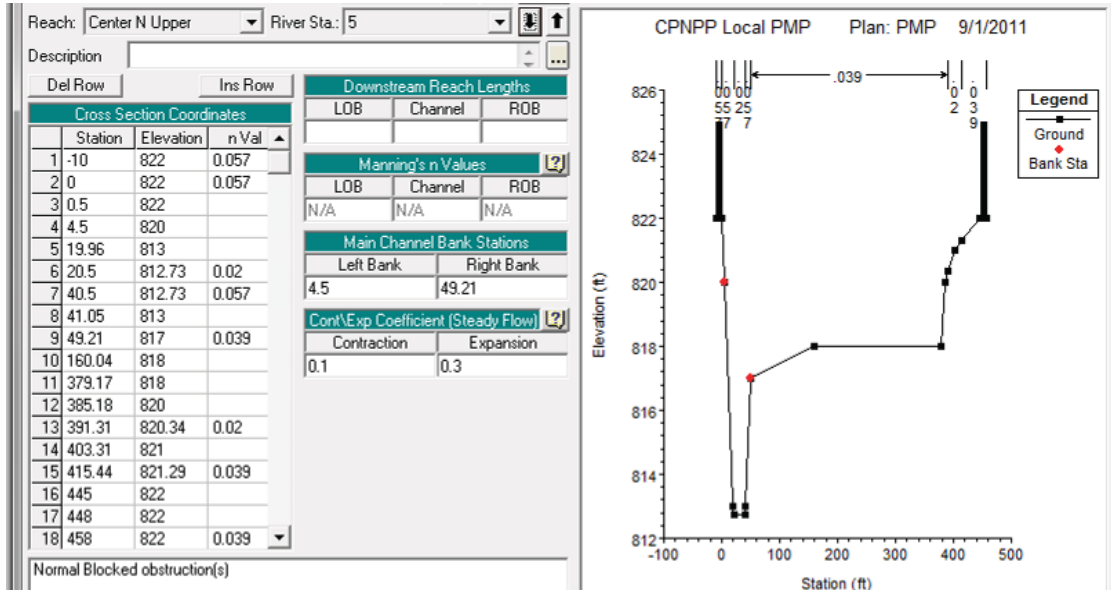 Reach: Center N Upper River Sta.: 5
Description ...
Del Row Ins Row
Cross Section Coordinates
Station Elevation n Val
1 -10 822 0.057
2 0 822 0.057
3 0.5 822
4 4.5 820
5 19.96 813
6 20.5 812.73 0.02
7 40.5 812.73 0.057
8 41.05 813
9 49.21 817 0.039
10 160.04 818
11 379.17 818
12 385.18 820
13 391.31 820.34 0.02
14 403.31 821
15 415.44 821.29 0.039
16 445 822
17 448 822
18 458 822 0.039
Downstream Reach Lengths
LOB Channel ROB
Manning's n Values
LOB Channel ROB
N/A N/A N/A
Main Channel Bank Stations
Left Bank Right Bank
4.5 49.21
Cont\Exp Coefficient (Steady Flow)
Contraction Expansion
0.1 0.3
Normal Blocked obstruction(s)
CPNPP Local PMP Plan: PMP 9/1/2011
.039
.02
.039
Legend
Ground
Bank Sta
Elevation (ft)
826
824
822
820
818
816
814
812
-100 0 100 200 300 400 500
Station (ft)